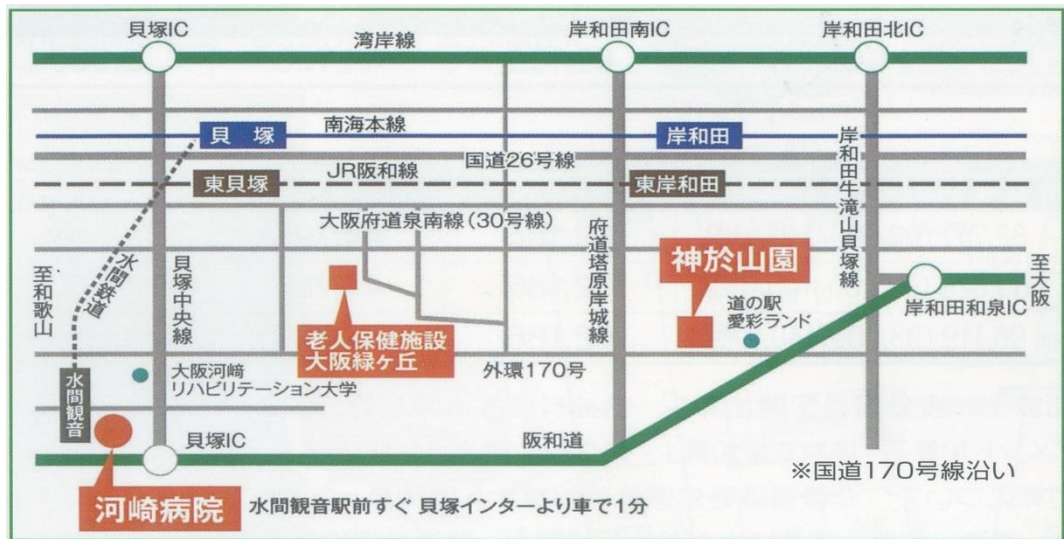 貝塚IC
岸和田南IC
岸和田北IC
湾岸線
貝 塚
南海本線
岸和田
国道26号線
JR阪和線
東貝塚
東岸和田
大阪府道泉南線(30号線)
岸和田牛滝山貝塚線
府道塔原岸城線
神於山園
至和歌山
水間鉄道
貝塚中央線
至大阪
岸和田和泉IC
道の駅
愛彩ランド
老人保健施設
大阪緑ヶ丘
外環170号
大阪河﨑
リハビリテーション大学
水間観音
貝塚IC
阪和道
※国道170号線沿い
河崎病院
水間観音駅前すぐ 貝塚インターより車で1分